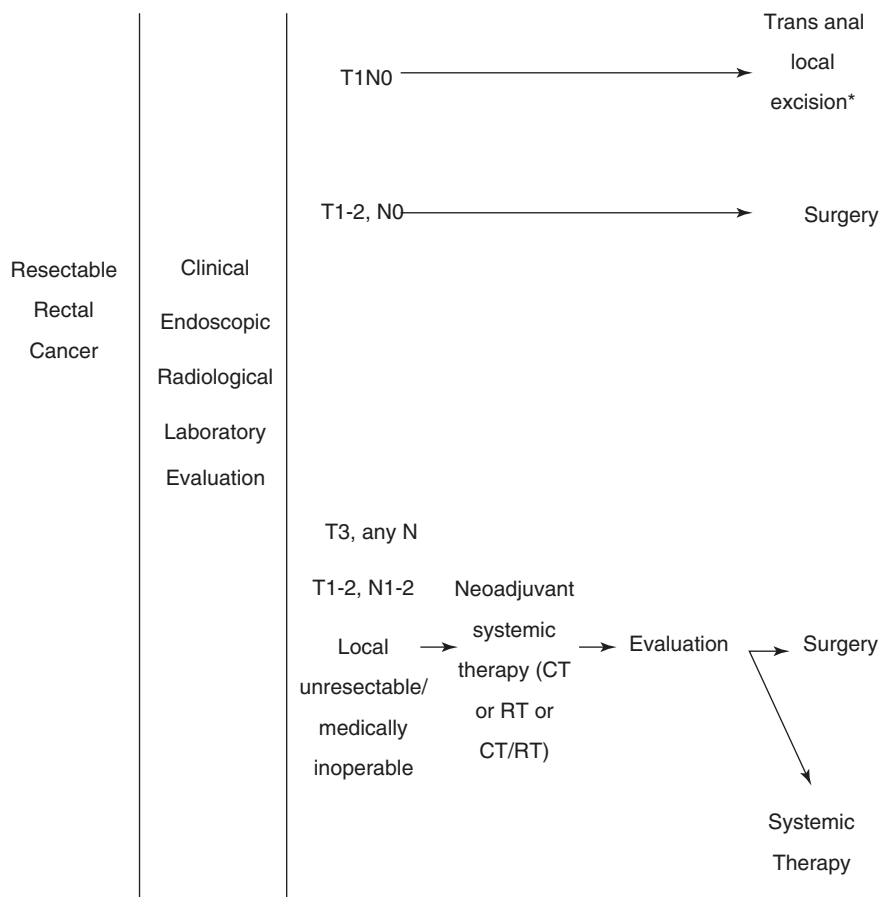 Resectable
Rectal
Cancer
Clinical
Endoscopic
Radiological
Laboratory
Evaluation
T1N0
Trans anal
local
excision*
T1-2, N0
Surgery
T3, any N
T1-2, N1-2
Local
unresectable/
medically
inoperable
Neoadjuvant
systemic
therapy (CT
or RT or
CT/RT)
Evaluation
Surgery
Systemic
Therapy